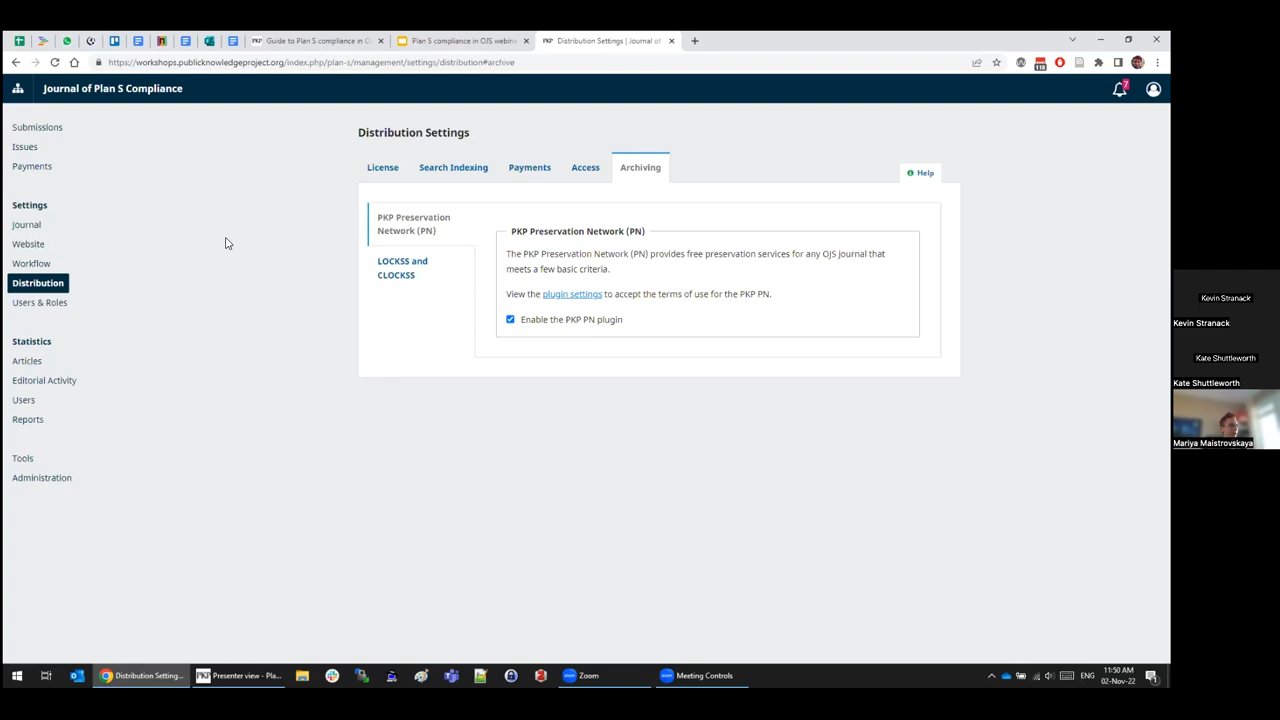 Guide to Plan S compliance in O
Plan S compliance in OJS webin
PKP
Distribution Settings | Journal of
https://workshops.publicknowledgeproject.org/index.php/plan-s/management/settings/distribution#archive
118
Journal of Plan S Compliance
7
Submissions
Issues
Payments
Settings
Journal
Website
Workflow
Distribution
Users & Roles
Statistics
Articles
Editorial Activity
Users
Reports
Tools
Administration
Distribution Settings
License
Search Indexing
Payments
Access
Archiving
Help
PKP Preservation
Network (PN)
LOCKSS and
CLOCKSS
PKP Preservation Network (PN)
The PKP Preservation Network (PN) provides free preservation services for any OJS journal that
meets a few basic criteria.
View the plugin settings to accept the terms of use for the PKP PN.
Enable the PKP PN plugin
Kevin Stranack
Kevin Stranack
Kate Shuttleworth
Kate Shuttleworth
Mariya Maistrovskaya
Distribution Setting...
PKP
Presenter view - Pla...
Zoom
Meeting Controls
ENG
11:50 AM
02-Nov-22